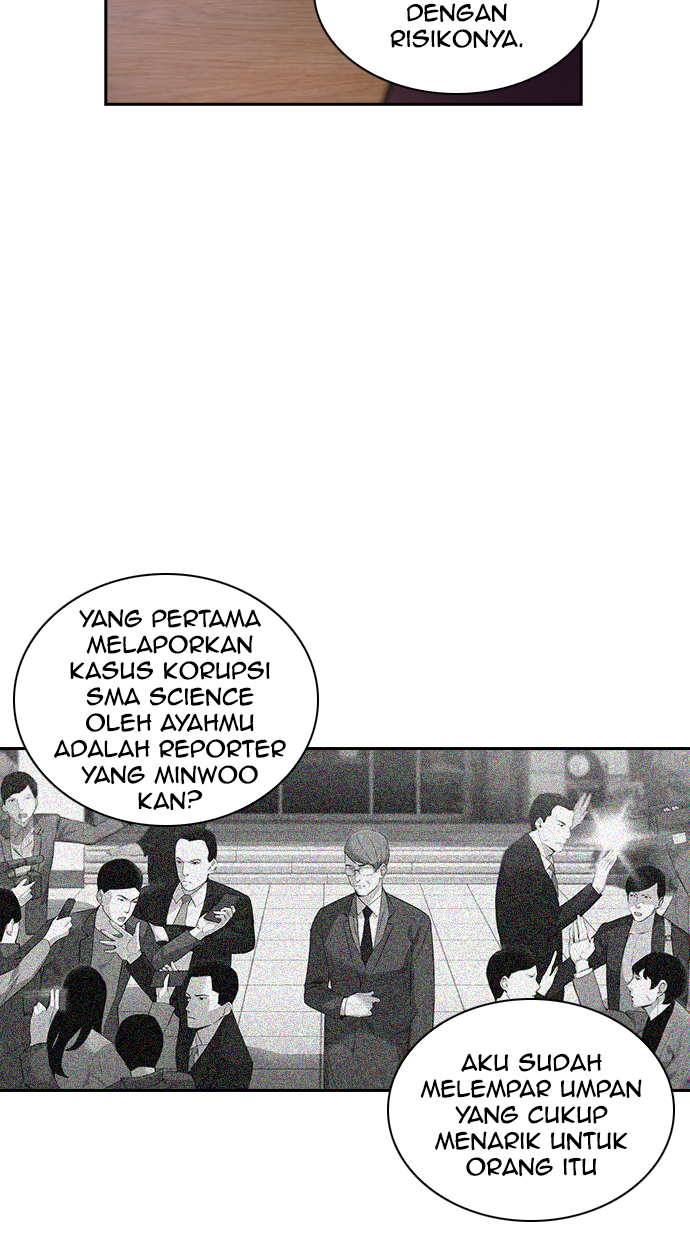 DENGAN
RISIKONYA.
YANG PERTAMA
MELAPORKAN
KASUS KORUPSI
SMA SCIENCE
OLEH AYAHMU
ADALAH REPORTER
YANG MINWOO
KAN?
AKU SUDAH
MELEMPAR UMPAN
YANG CUKUP
MENARIK UNTUK
ORANG ITU